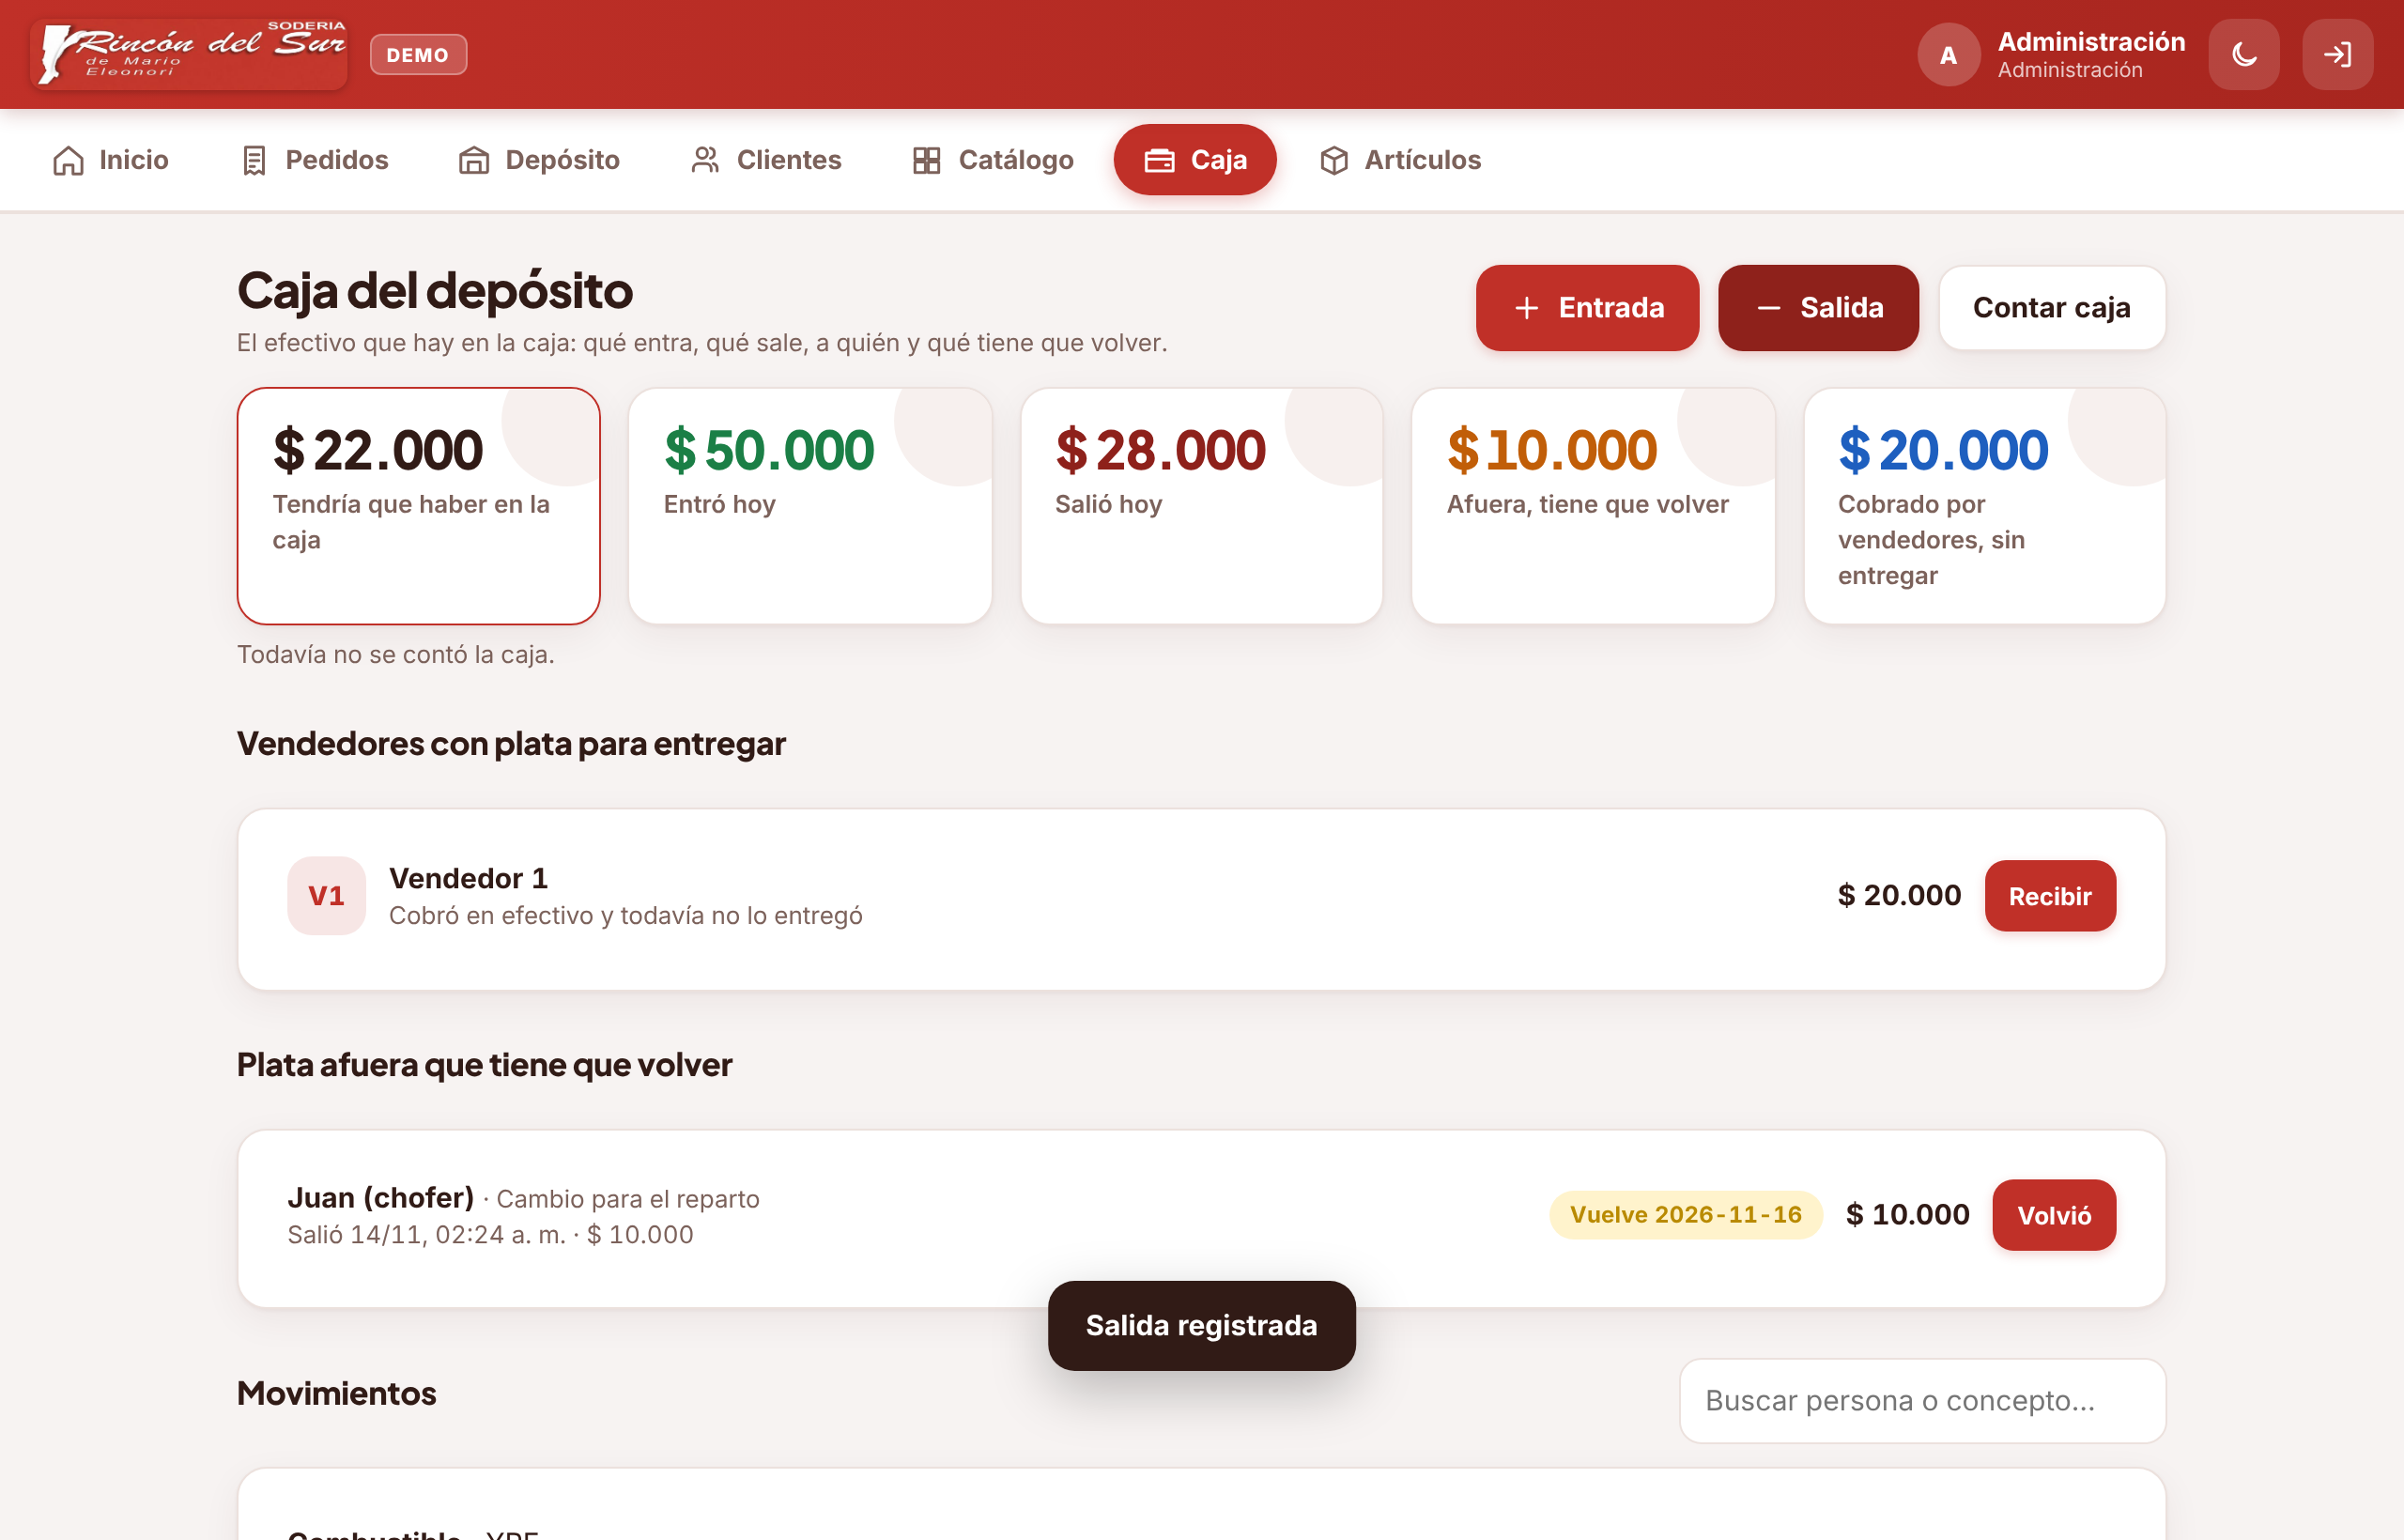 SODERIA
Rincón del Sur
de Mario
Eleonori
DEMO
A
Administración
Administración
Inicio
Pedidos
Depósito
Clientes
Catálogo
Caja
Artículos
Caja del depósito
El efectivo que hay en la caja: qué entra, qué sale, a quién y qué tiene que volver.
+ Entrada
− Salida
Contar caja
$ 22.000
Tendría que haber en la
caja
$ 50.000
Entró hoy
$ 28.000
Salió hoy
$ 10.000
Afuera, tiene que volver
$ 20.000
Cobrado por
vendedores, sin
entregar
Todavía no se contó la caja.
Vendedores con plata para entregar
V1
Vendedor 1
Cobró en efectivo y todavía no lo entregó
$ 20.000
Recibir
Plata afuera que tiene que volver
Juan (chofer) · Cambio para el reparto
Salió 14/11, 02:24 a. m. · $ 10.000
Vuelve 2026-11-16
$ 10.000
Volvió
Salida registrada
Movimientos
Buscar persona o concepto...
Combustible · YPF